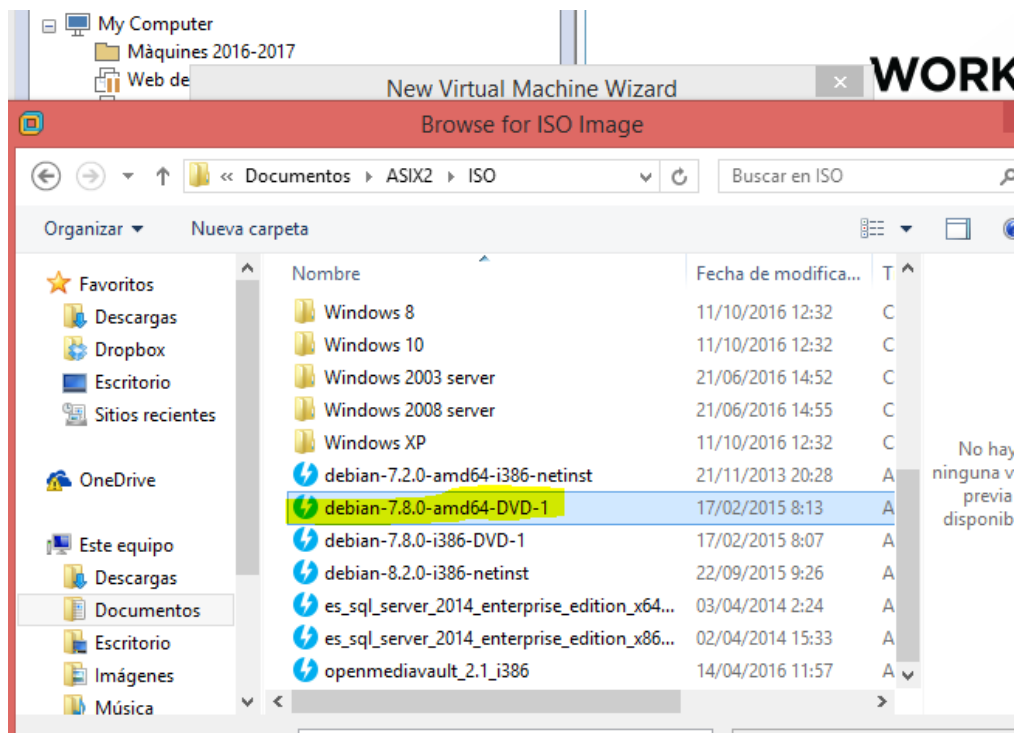 My Computer
Màquines 2016-2017
Web de
New Virtual Machine Wizard
WORK
Browse for ISO Image
« Documentos ▸ ASIX2 ▸ ISO
Buscar en ISO
Organizar
Nueva carpeta
Nombre
Fecha de modifica...
T
Favoritos
Descargas
Dropbox
Escritorio
Sitios recientes
OneDrive
Este equipo
Descargas
Documentos
Escritorio
Imágenes
Música
Windows 8 11/10/2016 12:32 C
Windows 10 11/10/2016 12:32 C
Windows 2003 server 21/06/2016 14:52 C
Windows 2008 server 21/06/2016 14:55 C
Windows XP 11/10/2016 12:32 C
debian-7.2.0-amd64-i386-netinst 21/11/2013 20:28 A
debian-7.8.0-amd64-DVD-1 17/02/2015 8:13 A
debian-7.8.0-i386-DVD-1 17/02/2015 8:07 A
debian-8.2.0-i386-netinst 22/09/2015 9:26 A
es_sql_server_2014_enterprise_edition_x64... 03/04/2014 2:24 A
es_sql_server_2014_enterprise_edition_x86... 02/04/2014 15:33 A
openmediavault_2.1_i386 14/04/2016 11:57 A
No hay
ninguna v
previa
disponib